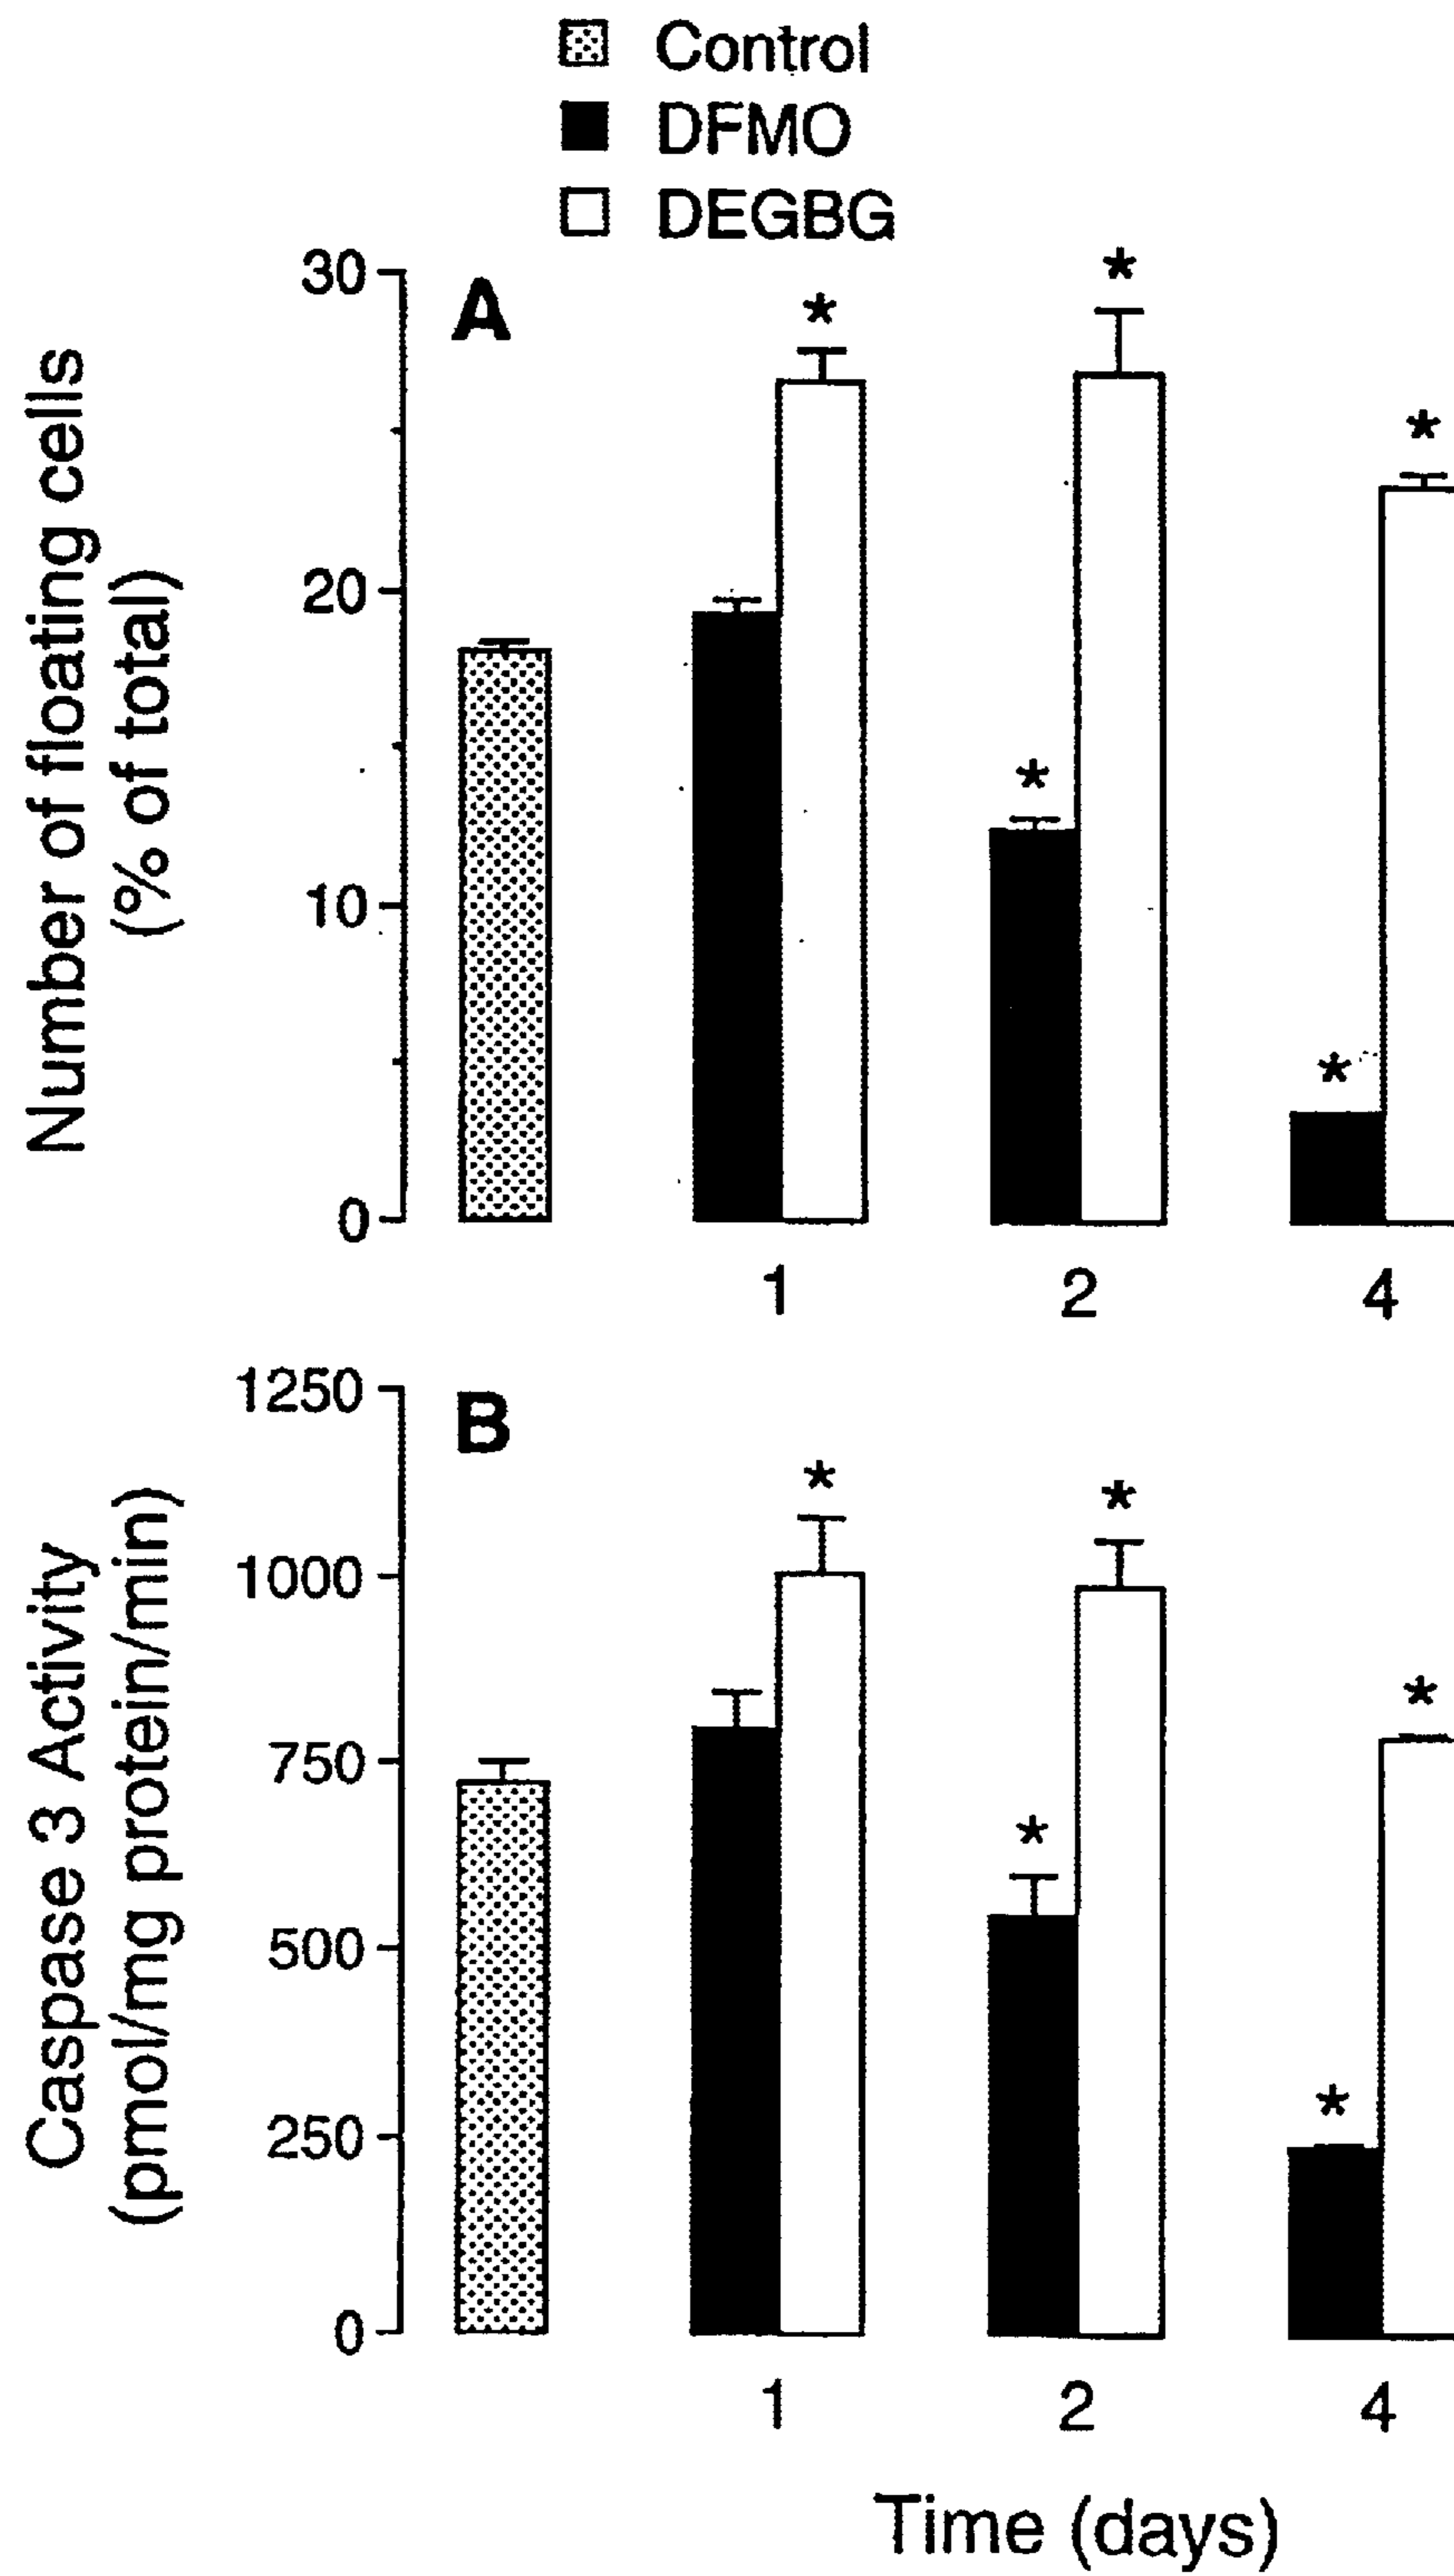 Control
DFMO
DEGBG
A
Number of floating cells
(% of total)
30
20
10
0
*
*
*
*
*
1
2
4
B
Caspase 3 Activity
(pmol/mg protein/min)
1250
1000
750
500
250
0
*
*
*
*
*
1
2
4
Time (days)